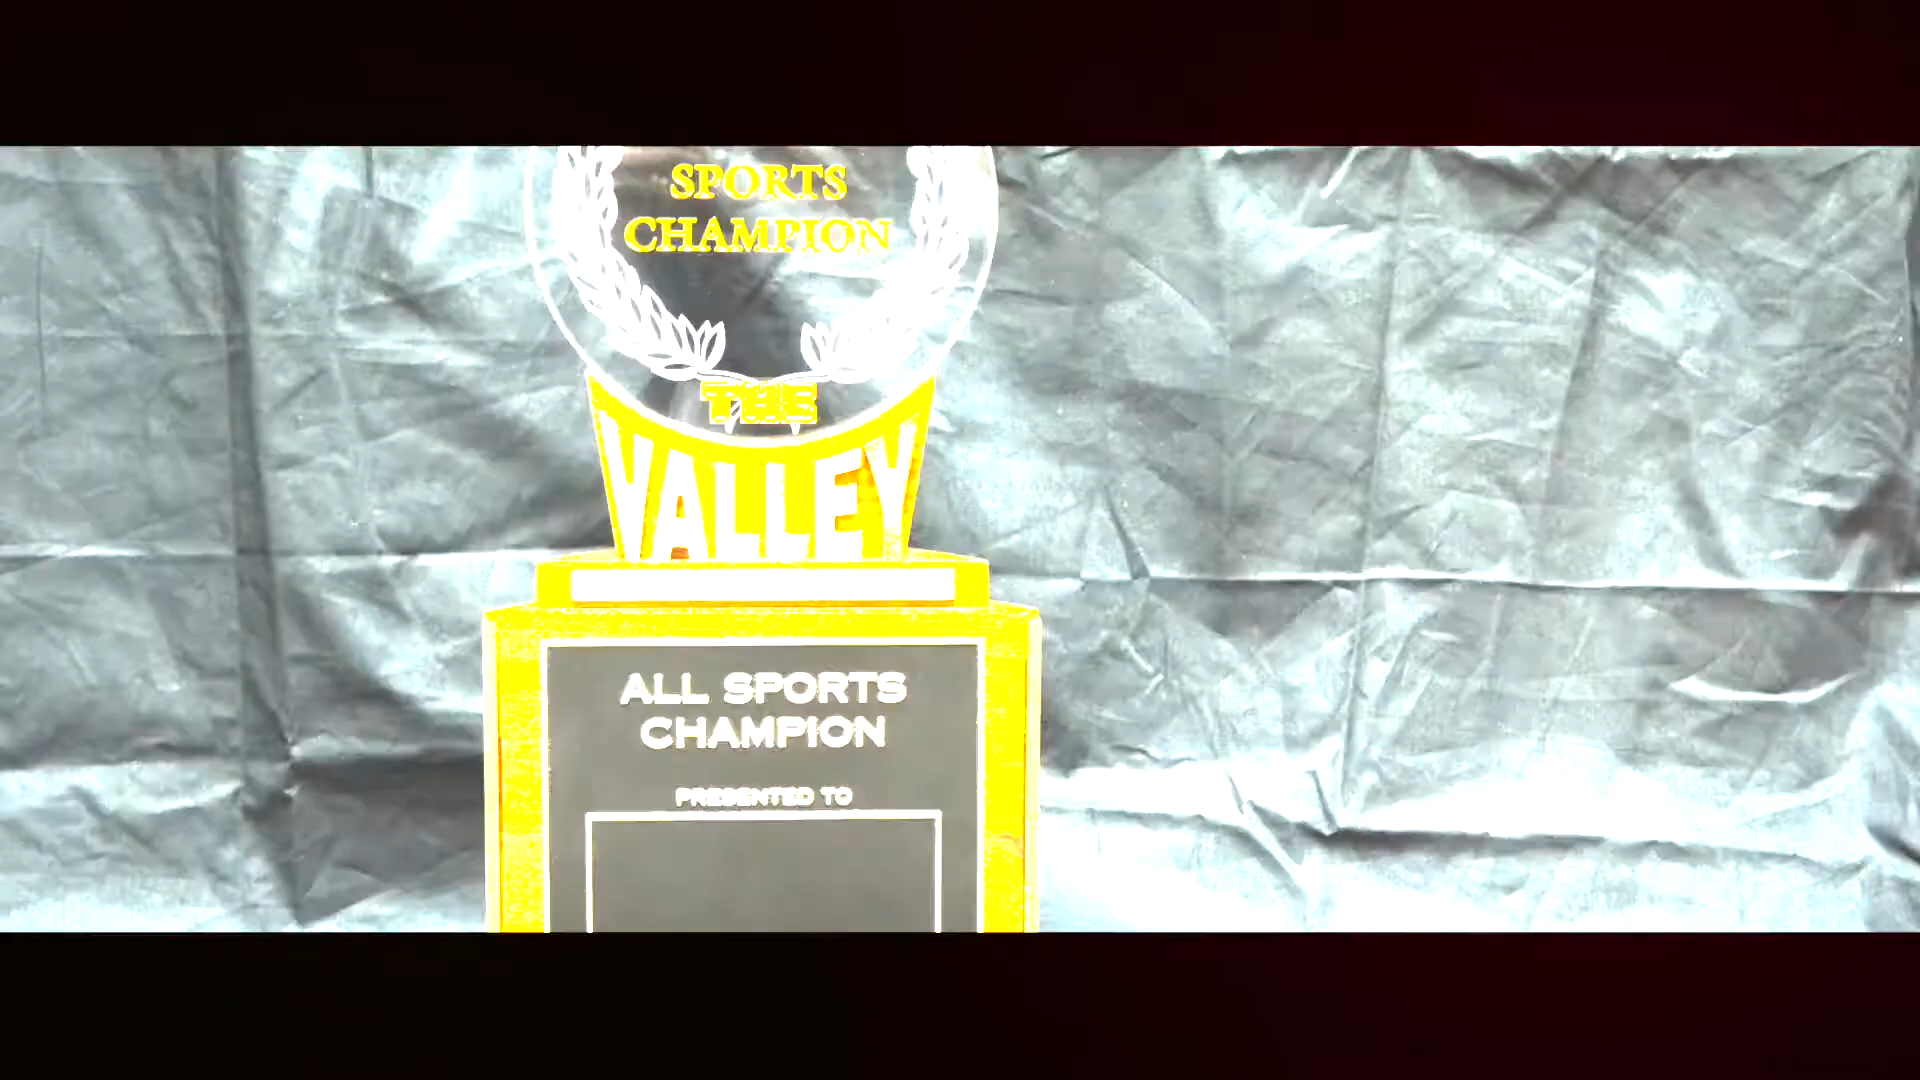 SPORTS
CHAMPION
THE
VALLEY
ALL SPORTS
CHAMPION
PRESENTED TO